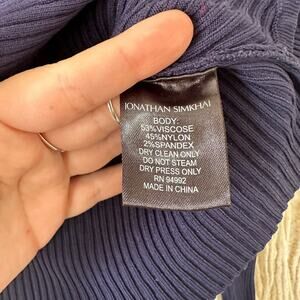 JONATHAN SIMKHAI
BODY:
53%VISCOSE
45%NYLON
2%SPANDEX
DRY CLEAN ONLY
DO NOT STEAM
DRY PRESS ONLY
RN 94992
MADE IN CHINA